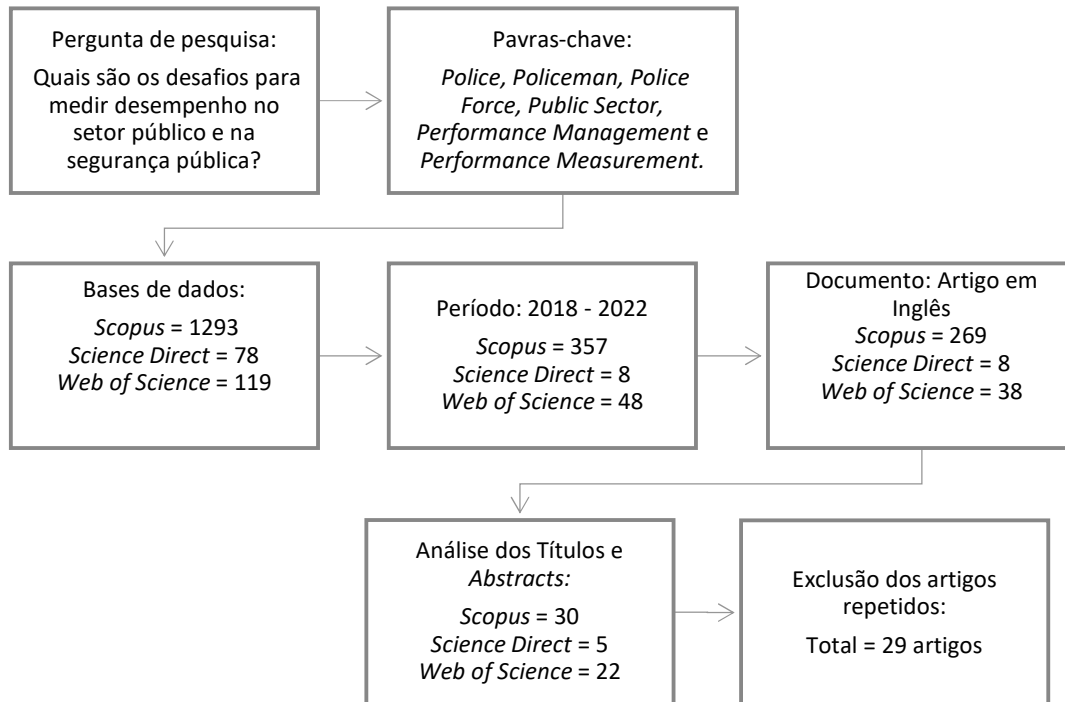 Pergunta de pesquisa:
Quais são os desafios para
medir desempenho no
setor público e na
segurança pública?
Pavras-chave:
Police, Policeman, Police
Force, Public Sector,
Performance Management e
Performance Measurement.
Bases de dados:
Scopus = 1293
Science Direct = 78
Web of Science = 119
Período: 2018 - 2022
Scopus = 357
Science Direct = 8
Web of Science = 48
Documento: Artigo em
Inglês
Scopus = 269
Science Direct = 8
Web of Science = 38
Análise dos Títulos e
Abstracts:
Scopus = 30
Science Direct = 5
Web of Science = 22
Exclusão dos artigos
repetidos:
Total = 29 artigos